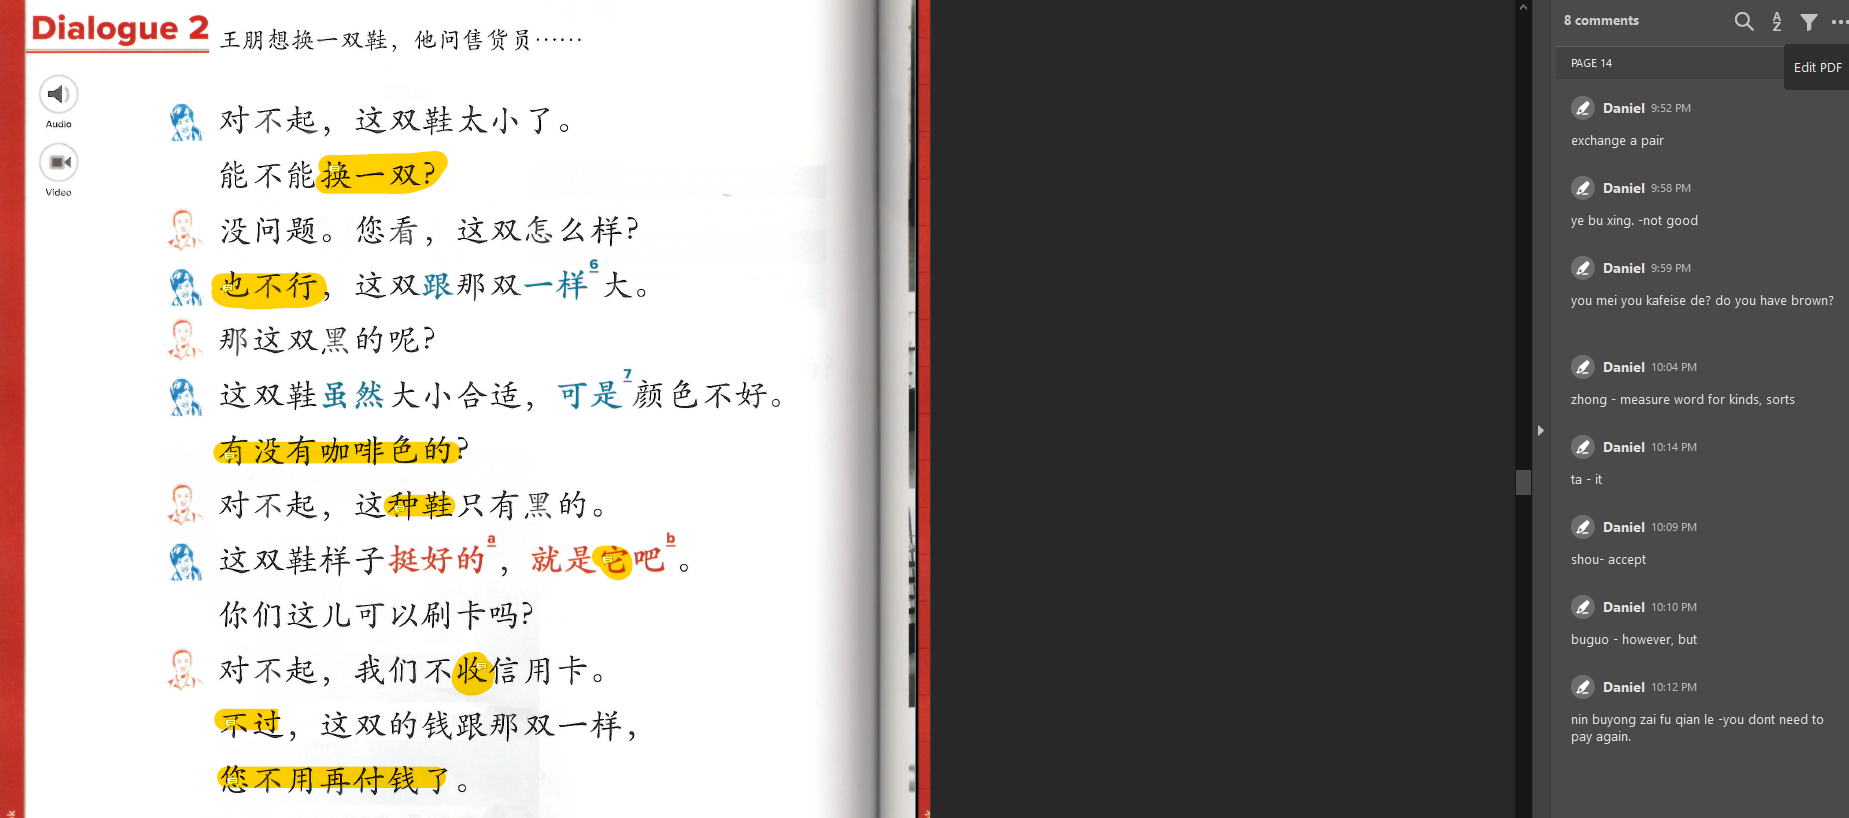 Dialogue 2
王朋想换一双鞋，他问售货员……
Audio
Video
对不起，这双鞋太小了。
能不能换一双?
没问题。您看，这双怎么样?
也不行，这双跟那双一样6大。
那这双黑的呢?
这双鞋虽然大小合适，可是7颜色不好。
有没有咖啡色的?
对不起，这种鞋只有黑的。
这双鞋样子挺好的a，就是它吧b。
你们这儿可以刷卡吗?
对不起，我们不收信用卡。
不过，这双的钱跟那双一样，
您不用再付钱了。
8 comments
PAGE 14
Edit PDF
Daniel 9:52 PM
exchange a pair
Daniel 9:58 PM
ye bu xing. -not good
Daniel 9:59 PM
you mei you kafeise de? do you have brown?
Daniel 10:04 PM
zhong - measure word for kinds, sorts
Daniel 10:14 PM
ta - it
Daniel 10:09 PM
shou- accept
Daniel 10:10 PM
buguo - however, but
Daniel 10:12 PM
nin buyong zai fu qian le -you dont need to
pay again.